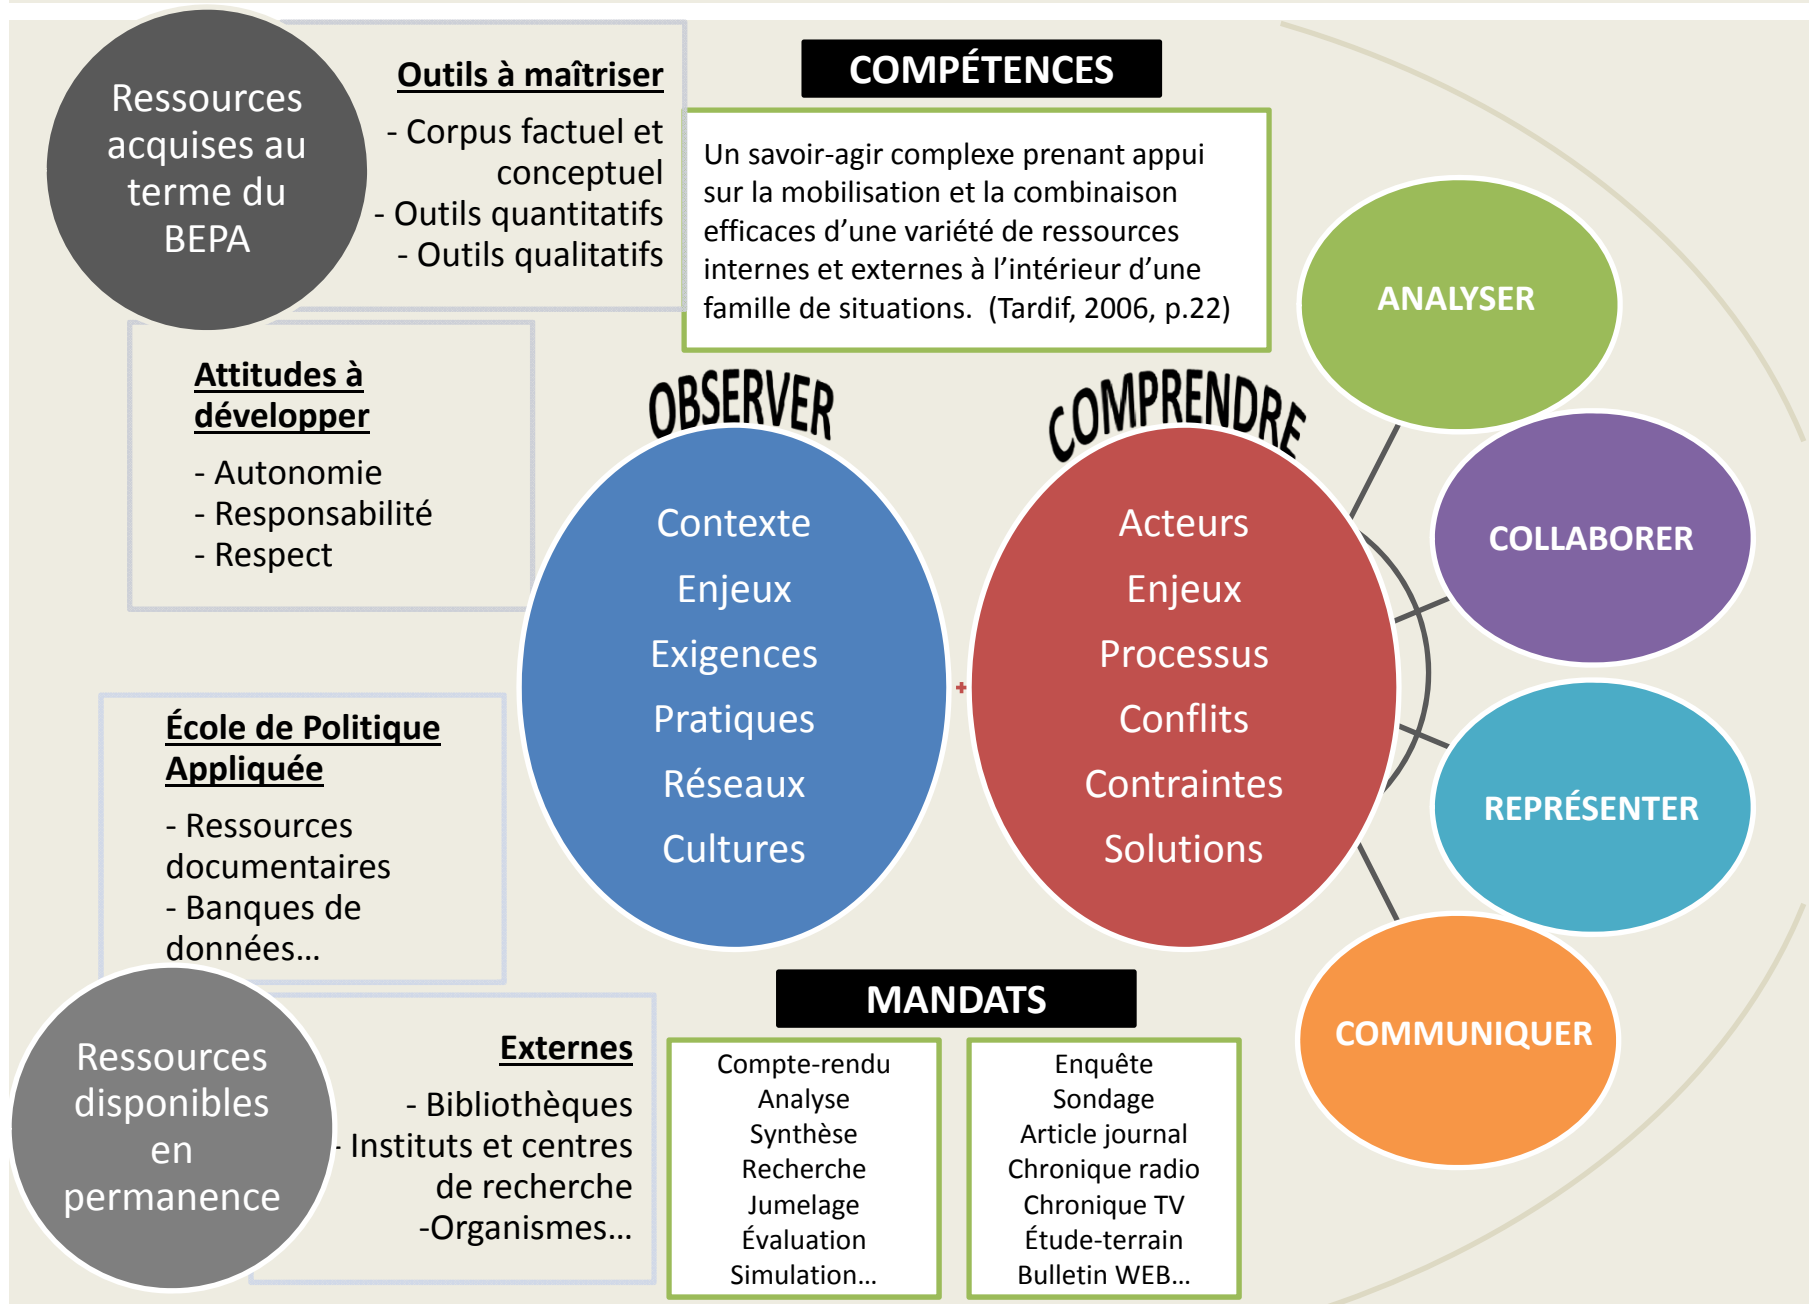 Ressources
acquises au
terme du
BEPA
Outils à maîtriser
- Corpus factuel et
conceptuel
- Outils quantitatifs
- Outils qualitatifs
Attitudes à
développer
- Autonomie
- Responsabilité
- Respect
École de Politique
Appliquée
- Ressources
documentaires
- Banques de
données…
Ressources
disponibles
en
permanence
Externes
- Bibliothèques
- Instituts et centres
de recherche
-Organismes…
COMPÉTENCES
Un savoir-agir complexe prenant appui
sur la mobilisation et la combinaison
efficaces d’une variété de ressources
internes et externes à l’intérieur d’une
famille de situations.  (Tardif, 2006, p.22)
OBSERVER
Contexte
Enjeux
Exigences
Pratiques
Réseaux
Cultures
COMPRENDRE
Acteurs
Enjeux
Processus
Conflits
Contraintes
Solutions
ANALYSER
COLLABORER
REPRÉSENTER
COMMUNIQUER
MANDATS
Compte-rendu
Analyse
Synthèse
Recherche
Jumelage
Évaluation
Simulation…
Enquête
Sondage
Article journal
Chronique radio
Chronique TV
Étude-terrain
Bulletin WEB…